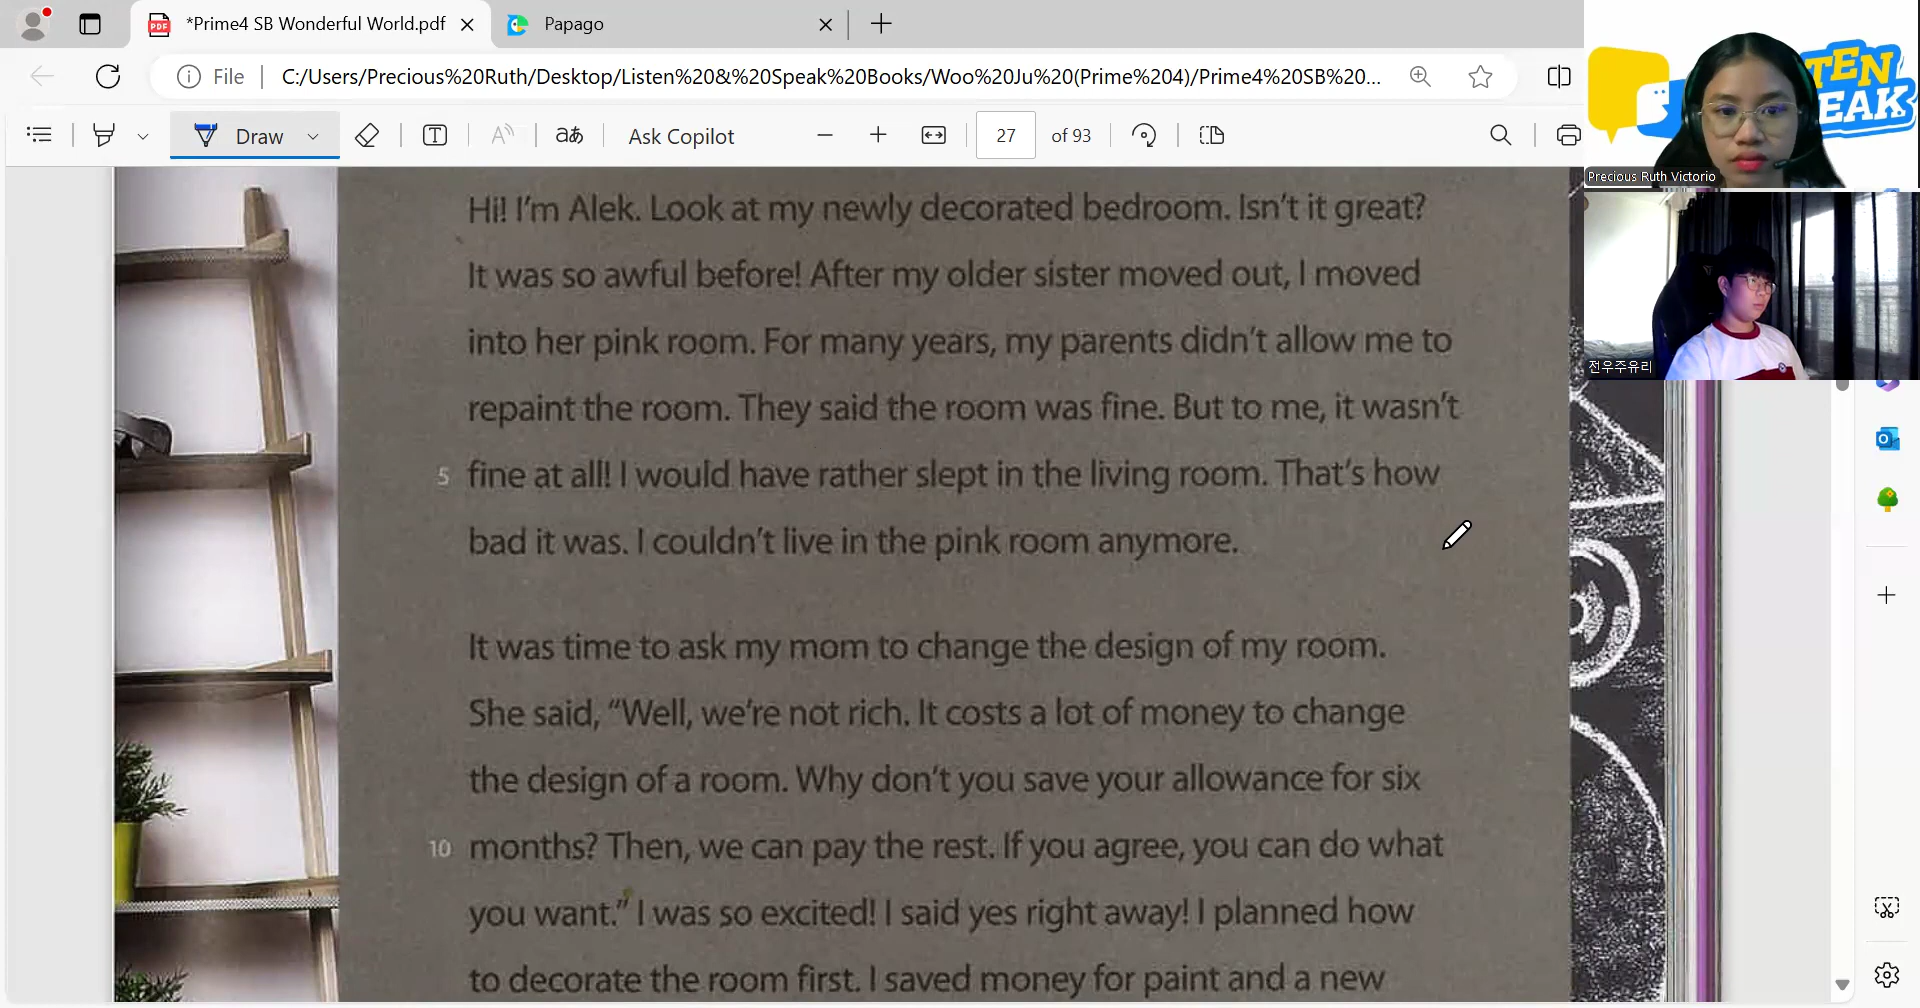 *Prime4 SB Wonderful World.pdf
Papago
File
C:/Users/Precious%20Ruth/Desktop/Listen%20&%20Speak%20Books/Woo%20Ju%20(Prime%204)/Prime4%20SB%20...
Draw
Ask Copilot
27 of 93
TEN
PEAK
Precious Ruth Victorio
전우주유리
Hi! I'm Alek. Look at my newly decorated bedroom. Isn't it great?
It was so awful before! After my older sister moved out, I moved
into her pink room. For many years, my parents didn't allow me to
repaint the room. They said the room was fine. But to me, it wasn't
5 fine at all! I would have rather slept in the living room. That's how
bad it was. I couldn't live in the pink room anymore.
It was time to ask my mom to change the design of my room.
She said, "Well, we're not rich. It costs a lot of money to change
the design of a room. Why don't you save your allowance for six
10 months? Then, we can pay the rest. If you agree, you can do what
you want." I was so excited! I said yes right away! I planned how
to decorate the room first. I saved money for paint and a new